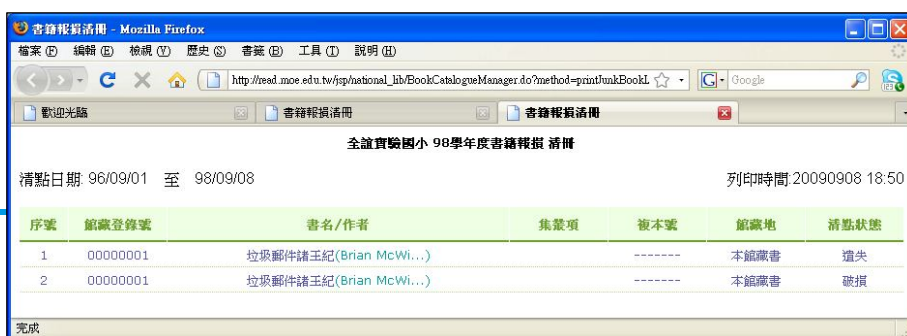 書籍報損清冊 - Mozilla Firefox
檔案(F) 編輯(E) 檢視(V) 歷史(S) 書籤(B) 工具(T) 說明(H)
http://read.moe.edu.tw/jsp/national_lib/BookCatalogueManager.do?method=printJunkBookL Google
歡迎光臨 書籍報損清冊 書籍報損清冊
全誼實驗國小 98學年度書籍報損 清冊
清點日期: 96/09/01 至 98/09/08 列印時間:20090908 18:50
序號 館藏登錄號 書名/作者 集叢項 複本號 館藏地 清點狀態
1 00000001 垃圾郵件諸王紀(Brian McWi...) ------- 本館藏書 遺失
2 00000001 垃圾郵件諸王紀(Brian McWi...) ------- 本館藏書 破損
完成